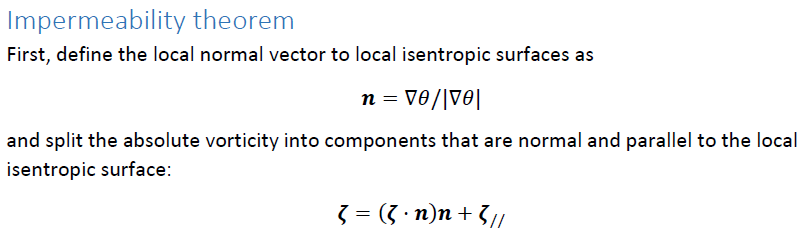 Impermeability theorem
First, define the local normal vector to local isentropic surfaces as
n = ∇θ/|∇θ|
and split the absolute vorticity into components that are normal and parallel to the local
isentropic surface:
ζ = (ζ · n)n + ζ//